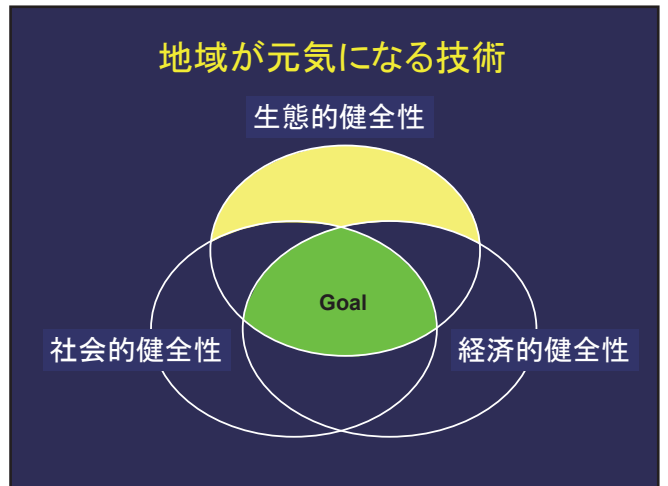 地域が元気になる技術
生態的健全性
Goal
社会的健全性
経済的健全性